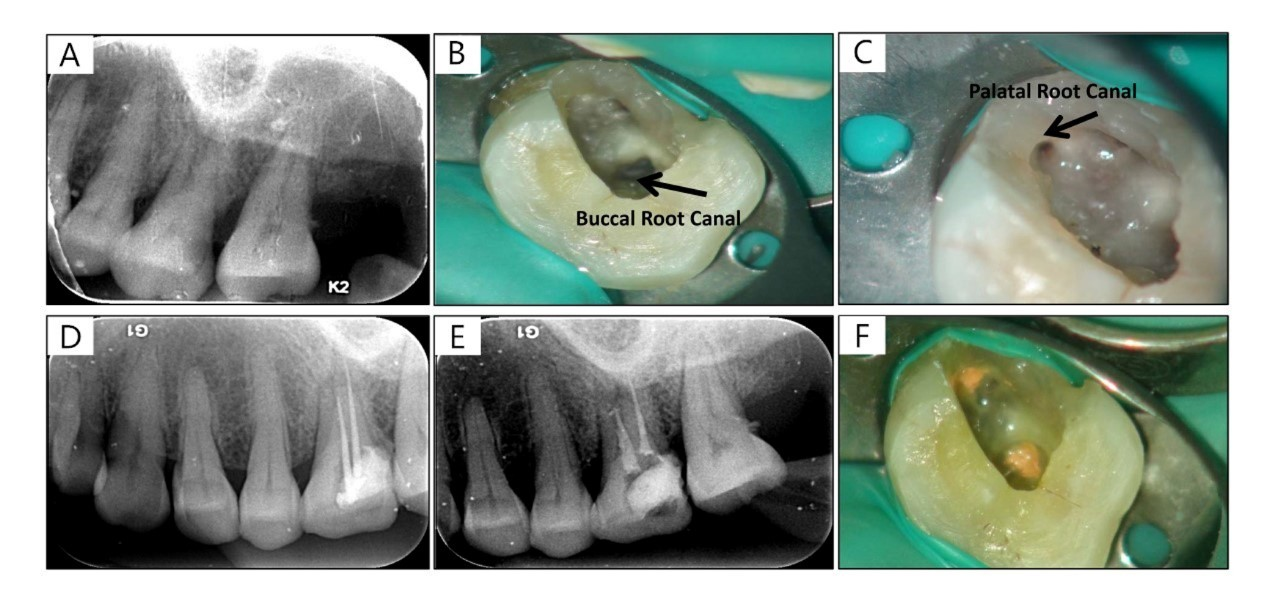 A
K2
B
Buccal Root Canal
C
Palatal Root Canal
D
G1
E
G1
F